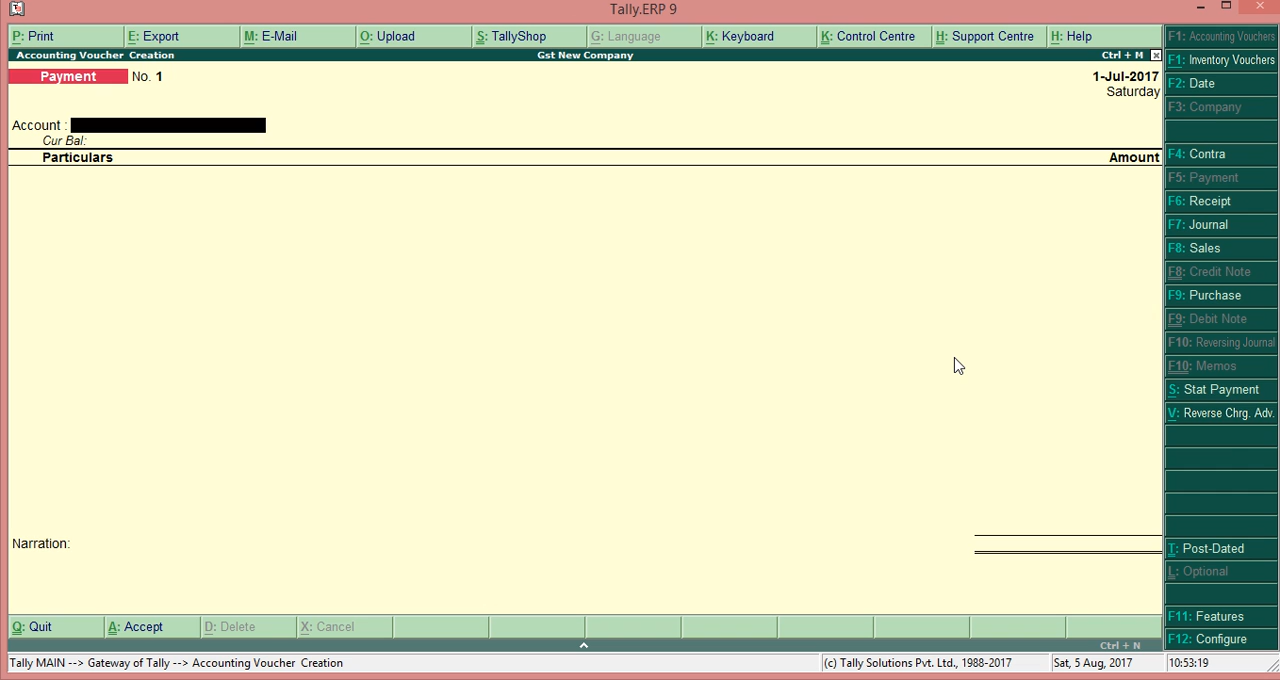 Tally.ERP 9
P: Print
E: Export
M: E-Mail
O: Upload
S: TallyShop
G: Language
K: Keyboard
K: Control Centre
H: Support Centre
H: Help
Accounting Voucher Creation
Gst New Company
Ctrl + M
Payment No. 1
1-Jul-2017
Saturday
Account :
Cur Bal:
Particulars
Amount
Narration:
F1: Accounting Vouchers
F1: Inventory Vouchers
F2: Date
F3: Company
F4: Contra
F5: Payment
F6: Receipt
F7: Journal
F8: Sales
F8: Credit Note
F9: Purchase
F9: Debit Note
F10: Reversing Journal
F10: Memos
S: Stat Payment
V: Reverse Chrg. Adv.
T: Post-Dated
L: Optional
F11: Features
F12: Configure
Q: Quit
A: Accept
D: Delete
X: Cancel
Ctrl + N
Tally MAIN --> Gateway of Tally --> Accounting Voucher Creation
(c) Tally Solutions Pvt. Ltd., 1988-2017
Sat, 5 Aug, 2017
10:53:19